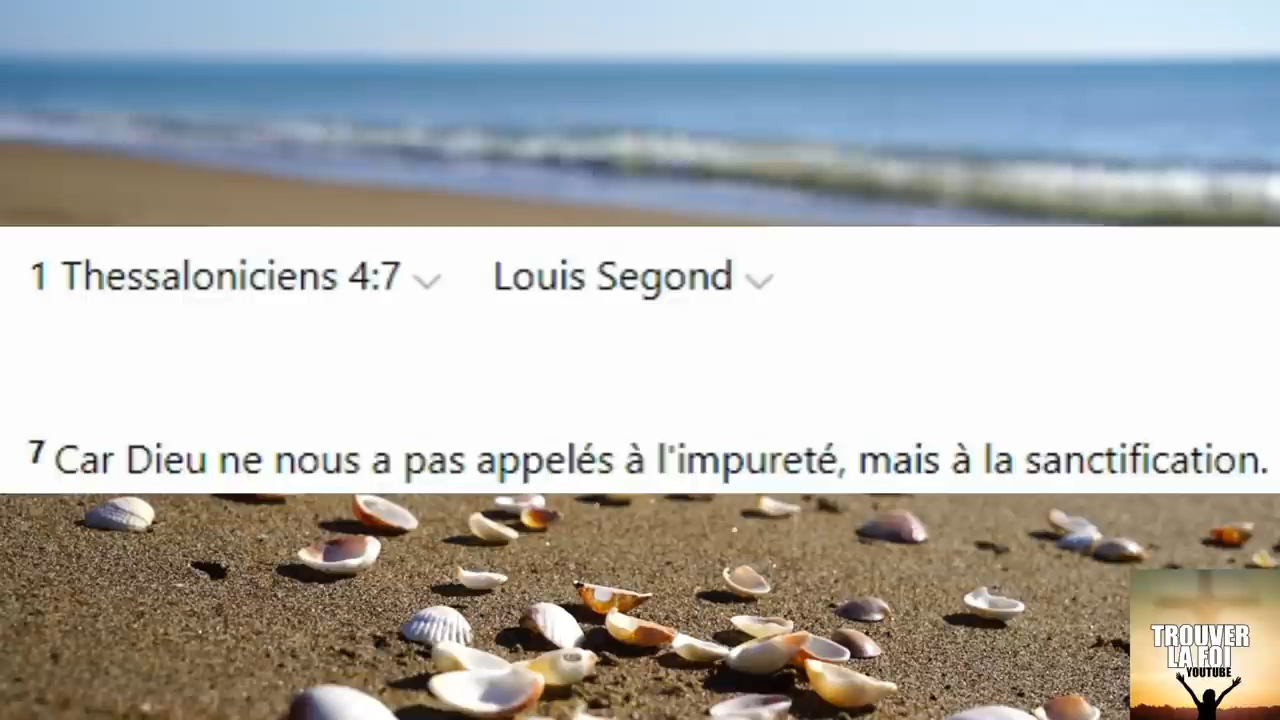 1 Thessaloniciens 4:7 Louis Segond
7 Car Dieu ne nous a pas appelés à l'impureté, mais à la sanctification.
TROUVER
LA FOI
YOUTUBE